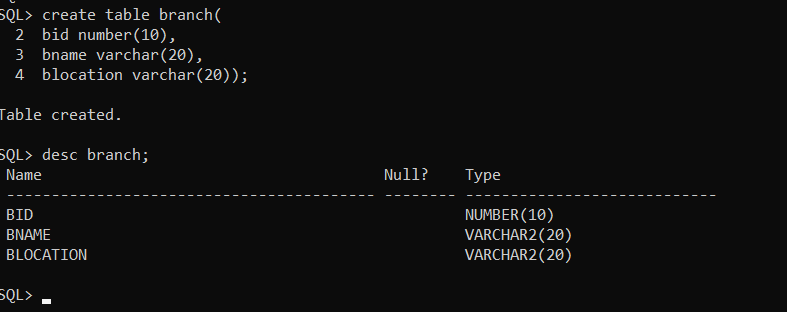 SQL> create table branch(
  2  bid number(10),
  3  bname varchar(20),
  4  blocation varchar(20));
Table created.
SQL> desc branch;
 Name                                      Null?    Type
 ----------------------------------------- -------- ----------------------------
 BID                                                NUMBER(10)
 BNAME                                              VARCHAR2(20)
 BLOCATION                                          VARCHAR2(20)
SQL>